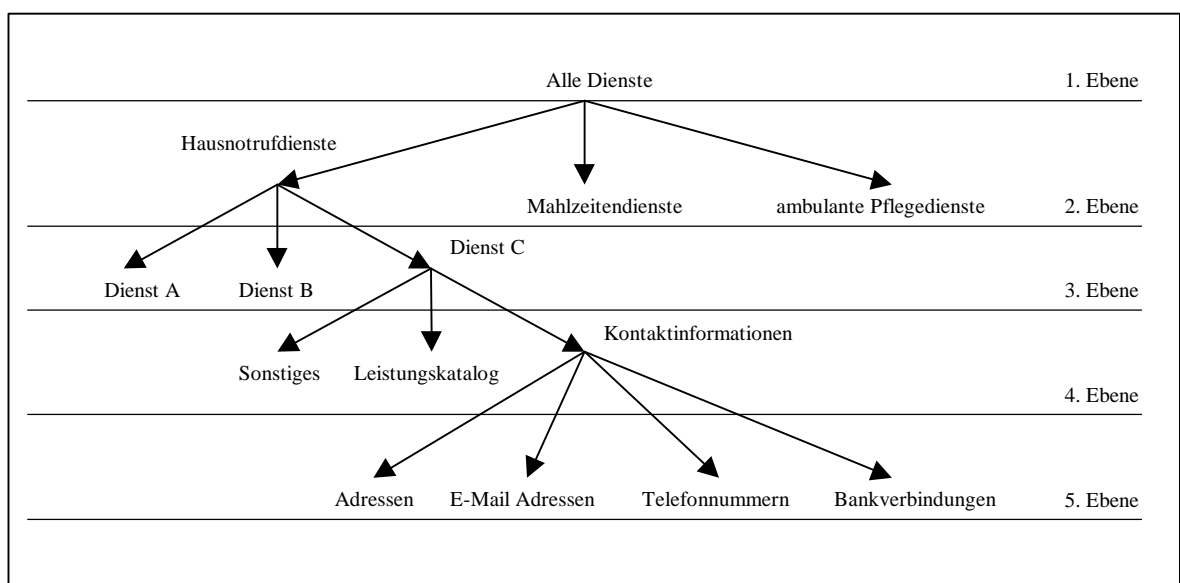 Alle Dienste 1. Ebene
Hausnotrufdienste
Mahlzeitendienste ambulante Pflegedienste 2. Ebene
Dienst C
Dienst A Dienst B 3. Ebene
Kontaktinformationen
Sonstiges Leistungskatalog
4. Ebene
Adressen E-Mail Adressen Telefonnummern Bankverbindungen 5. Ebene